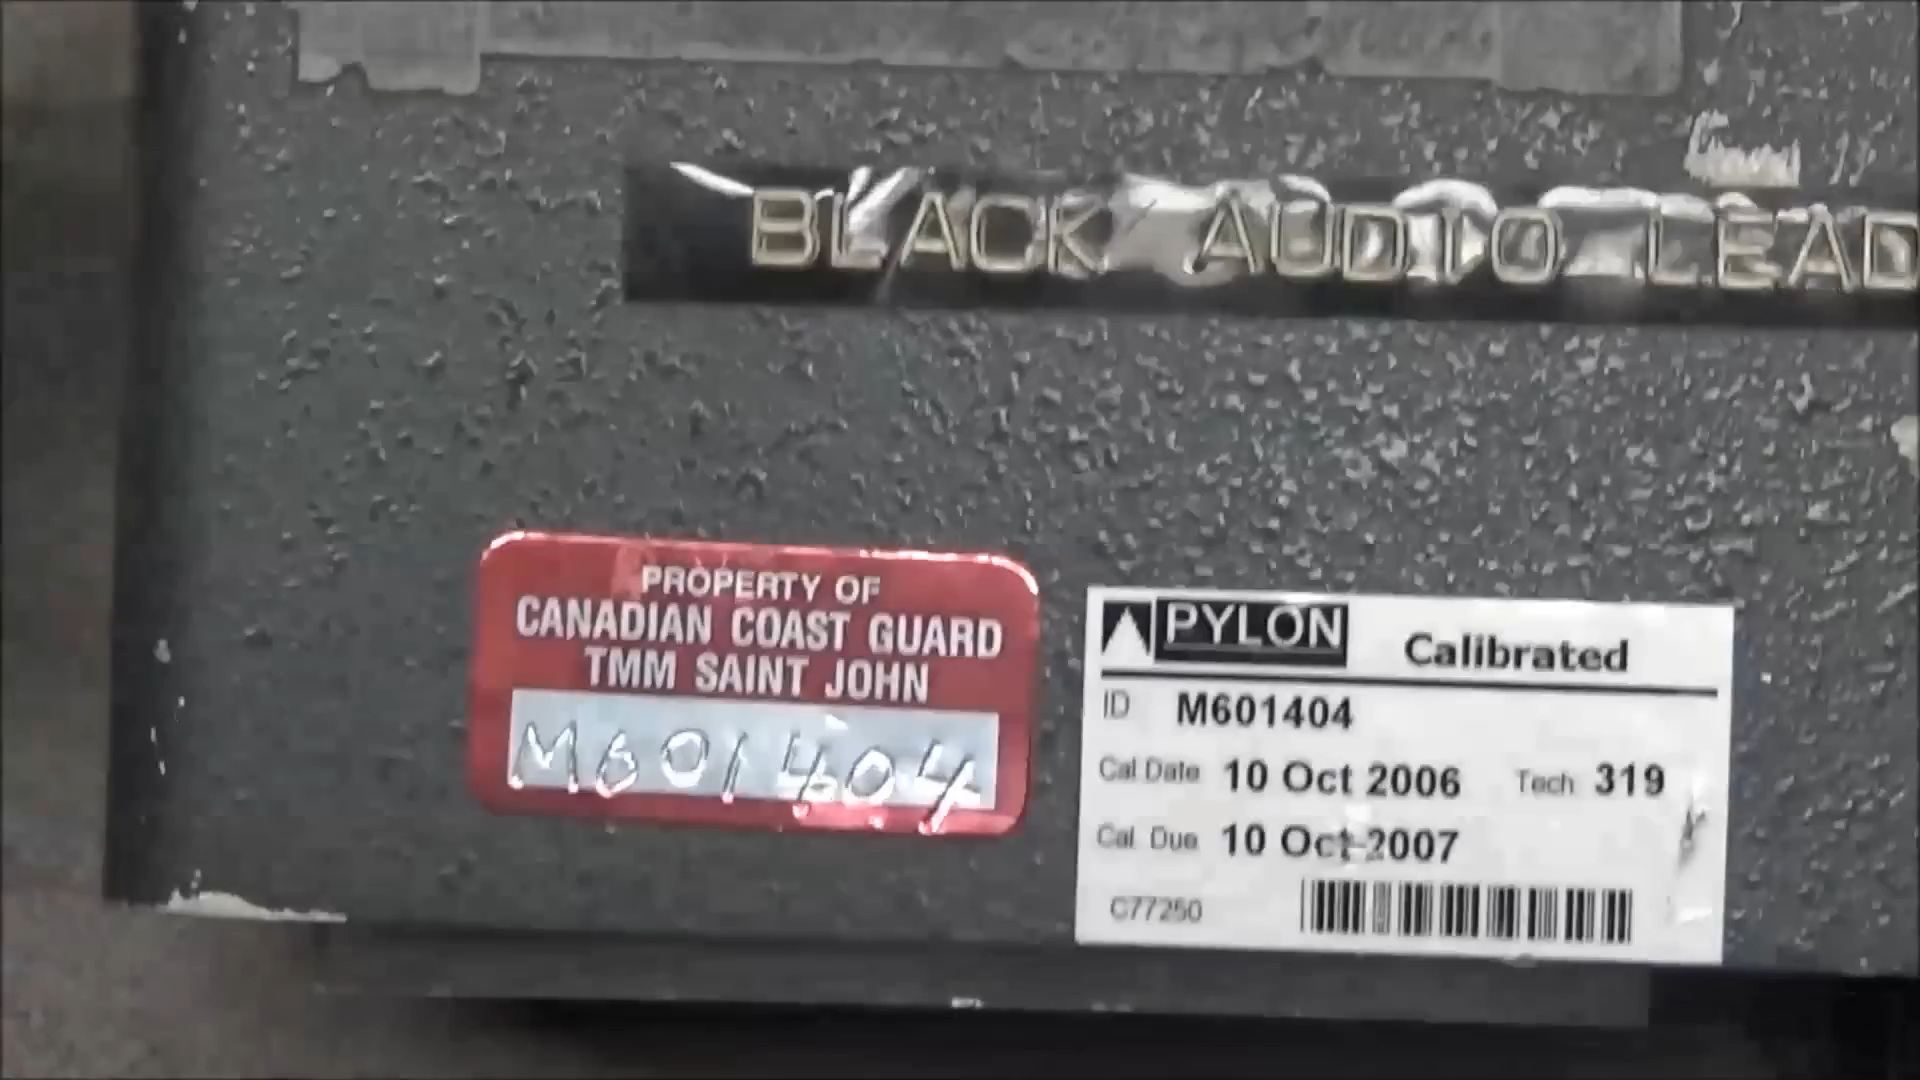 BLACK AUDIO LEAD
PROPERTY OF
CANADIAN COAST GUARD
TMM SAINT JOHN
M601404
PYLON Calibrated
ID M601404
Cal Date 10 Oct 2006 Tech 319
Cal. Due 10 Oct 2007
C77250